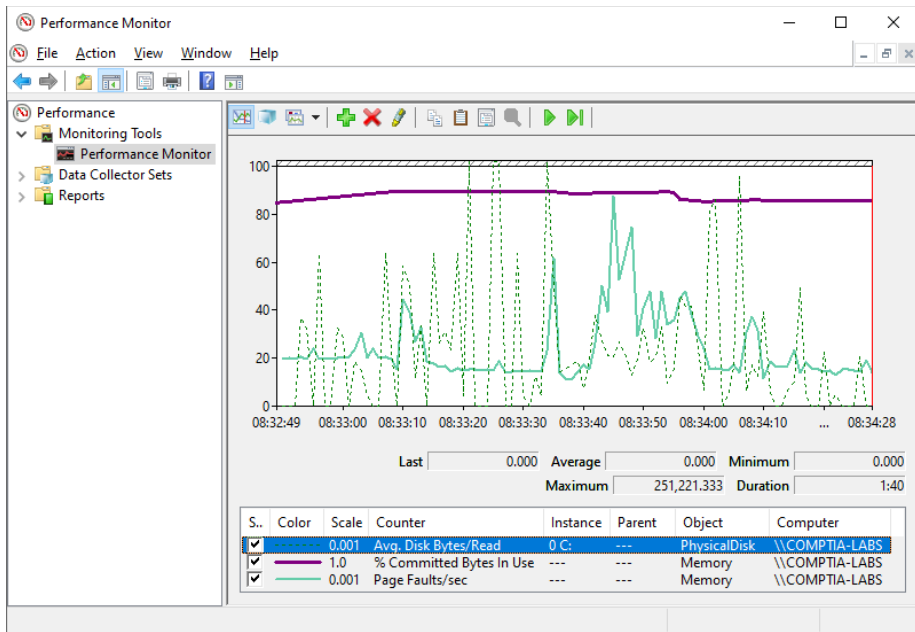 Performance Monitor
File Action View Window Help
Performance
Monitoring Tools
Performance Monitor
Data Collector Sets
Reports
100
80
60
40
20
0
08:32:49 08:33:00 08:33:10 08:33:20 08:33:30 08:33:40 08:33:50 08:34:00 08:34:10 ... 08:34:28
Last 0.000 Average 0.000 Minimum 0.000
Maximum 251,221.333 Duration 1:40
S.. Color Scale Counter Instance Parent Object Computer
0.001 Avg. Disk Bytes/Read 0 C: --- PhysicalDisk \\COMPTIA-LABS
1.0 % Committed Bytes In Use --- --- Memory \\COMPTIA-LABS
0.001 Page Faults/sec --- --- Memory \\COMPTIA-LABS